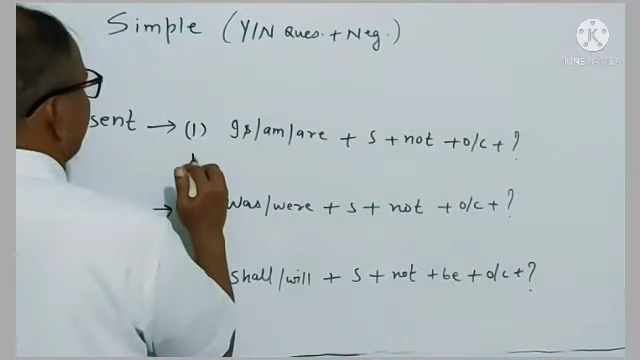 Simple (Y/N Ques. + Neg.)
K
KINEMASTER
sent → (1) Is/am/are + S + not + o/c + ?
→ Was/were + S + not + o/c + ?
Shall/will + S + not + be + o/c + ?